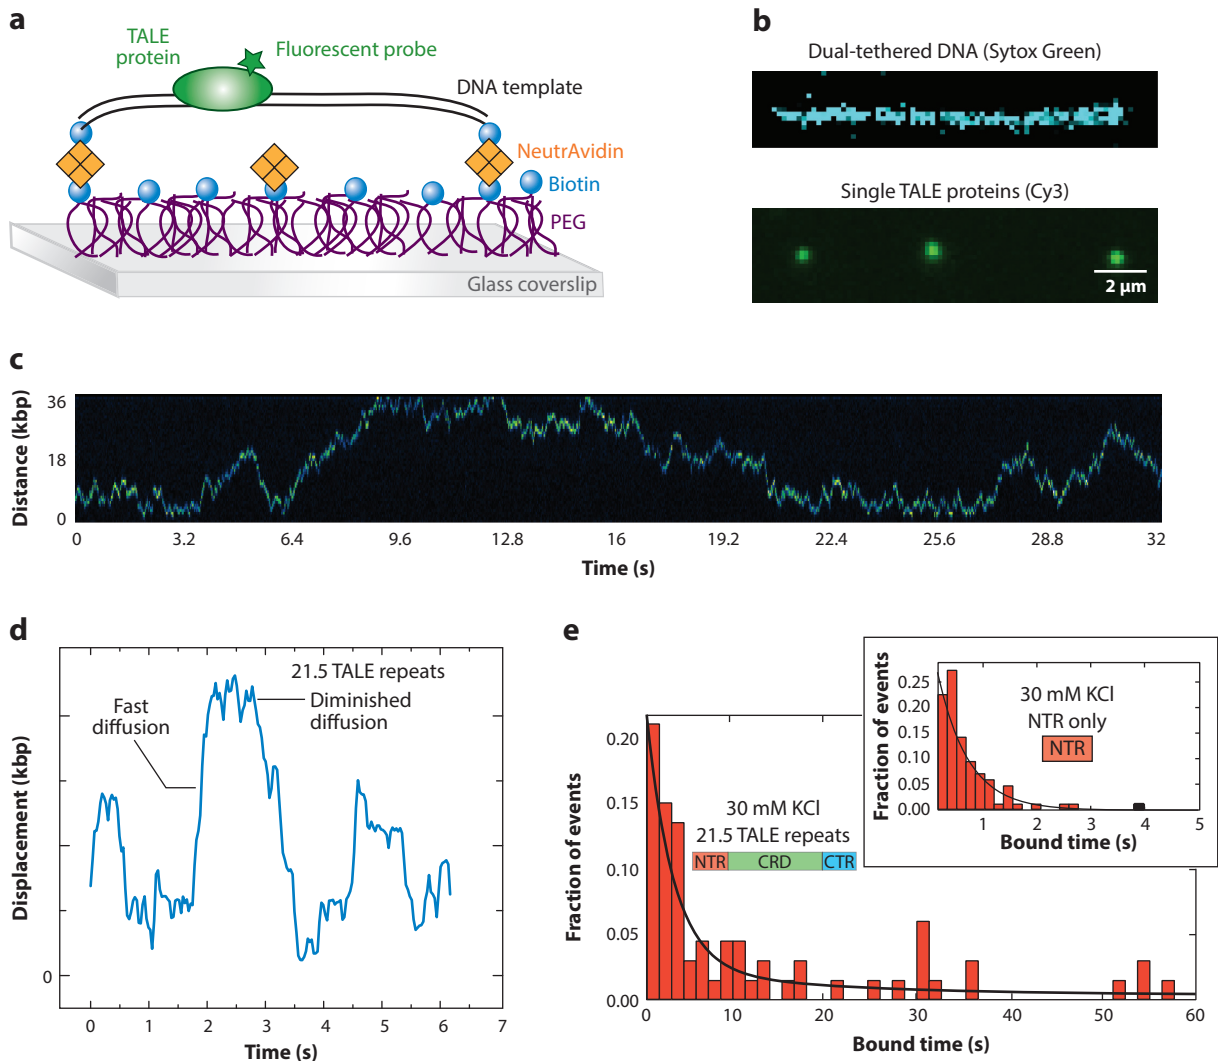 a
TALE
protein
Fluorescent probe
DNA template
NeutrAvidin
Biotin
PEG
Glass coverslip
b
Dual-tethered DNA (Sytox Green)
Single TALE proteins (Cy3)
2 μm
c
Distance (kbp)
36
18
0
0 3.2 6.4 9.6 12.8 16 19.2 22.4 25.6 28.8 32
Time (s)
d
21.5 TALE repeats
Fast
diffusion
Diminished
diffusion
Displacement (kbp)
0
0 1 2 3 4 5 6 7
Time (s)
e
Fraction of events
0.20
0.15
0.10
0.05
0.00
30 mM KCl
21.5 TALE repeats
NTR CRD CTR
0 10 20 30 40 50 60
Bound time (s)
Fraction of events
0.25
0.20
0.15
0.10
0.05
0.00
30 mM KCl
NTR only
NTR
1 2 3 4 5
Bound time (s)